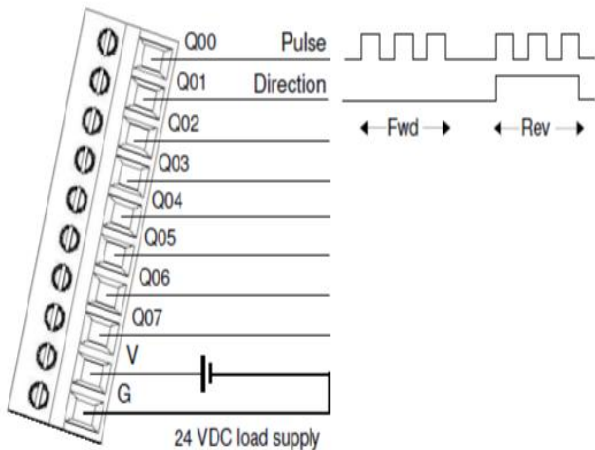 Q00 Pulse
Q01 Direction
Q02
Fwd Rev
Q03
Q04
Q05
Q06
Q07
V
G
24 VDC load supply